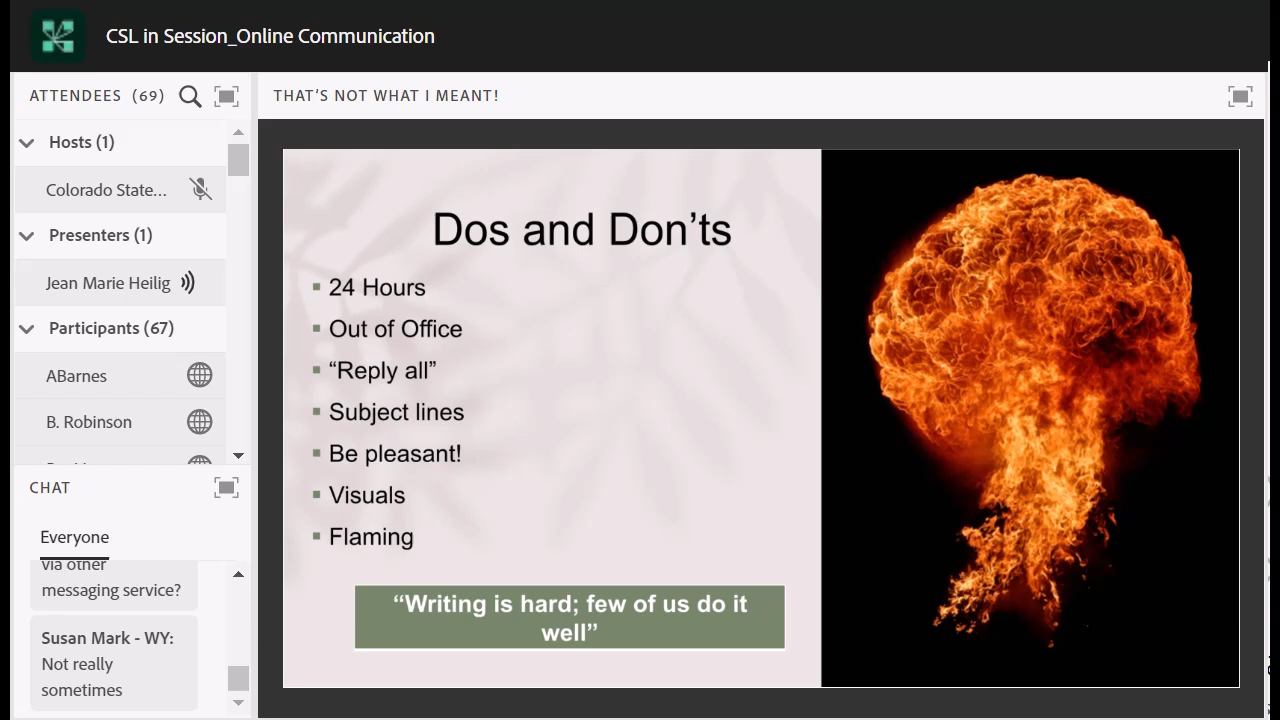 CSL in Session_Online Communication
ATTENDEES (69)
Hosts (1)
Colorado State...
Presenters (1)
Jean Marie Heilig
Participants (67)
ABarnes
B. Robinson
CHAT
Everyone
via other
messaging service?
Susan Mark - WY:
Not really
sometimes
THAT'S NOT WHAT I MEANT!
Dos and Don’ts
24 Hours
Out of Office
“Reply all”
Subject lines
Be pleasant!
Visuals
Flaming
“Writing is hard; few of us do it
well”